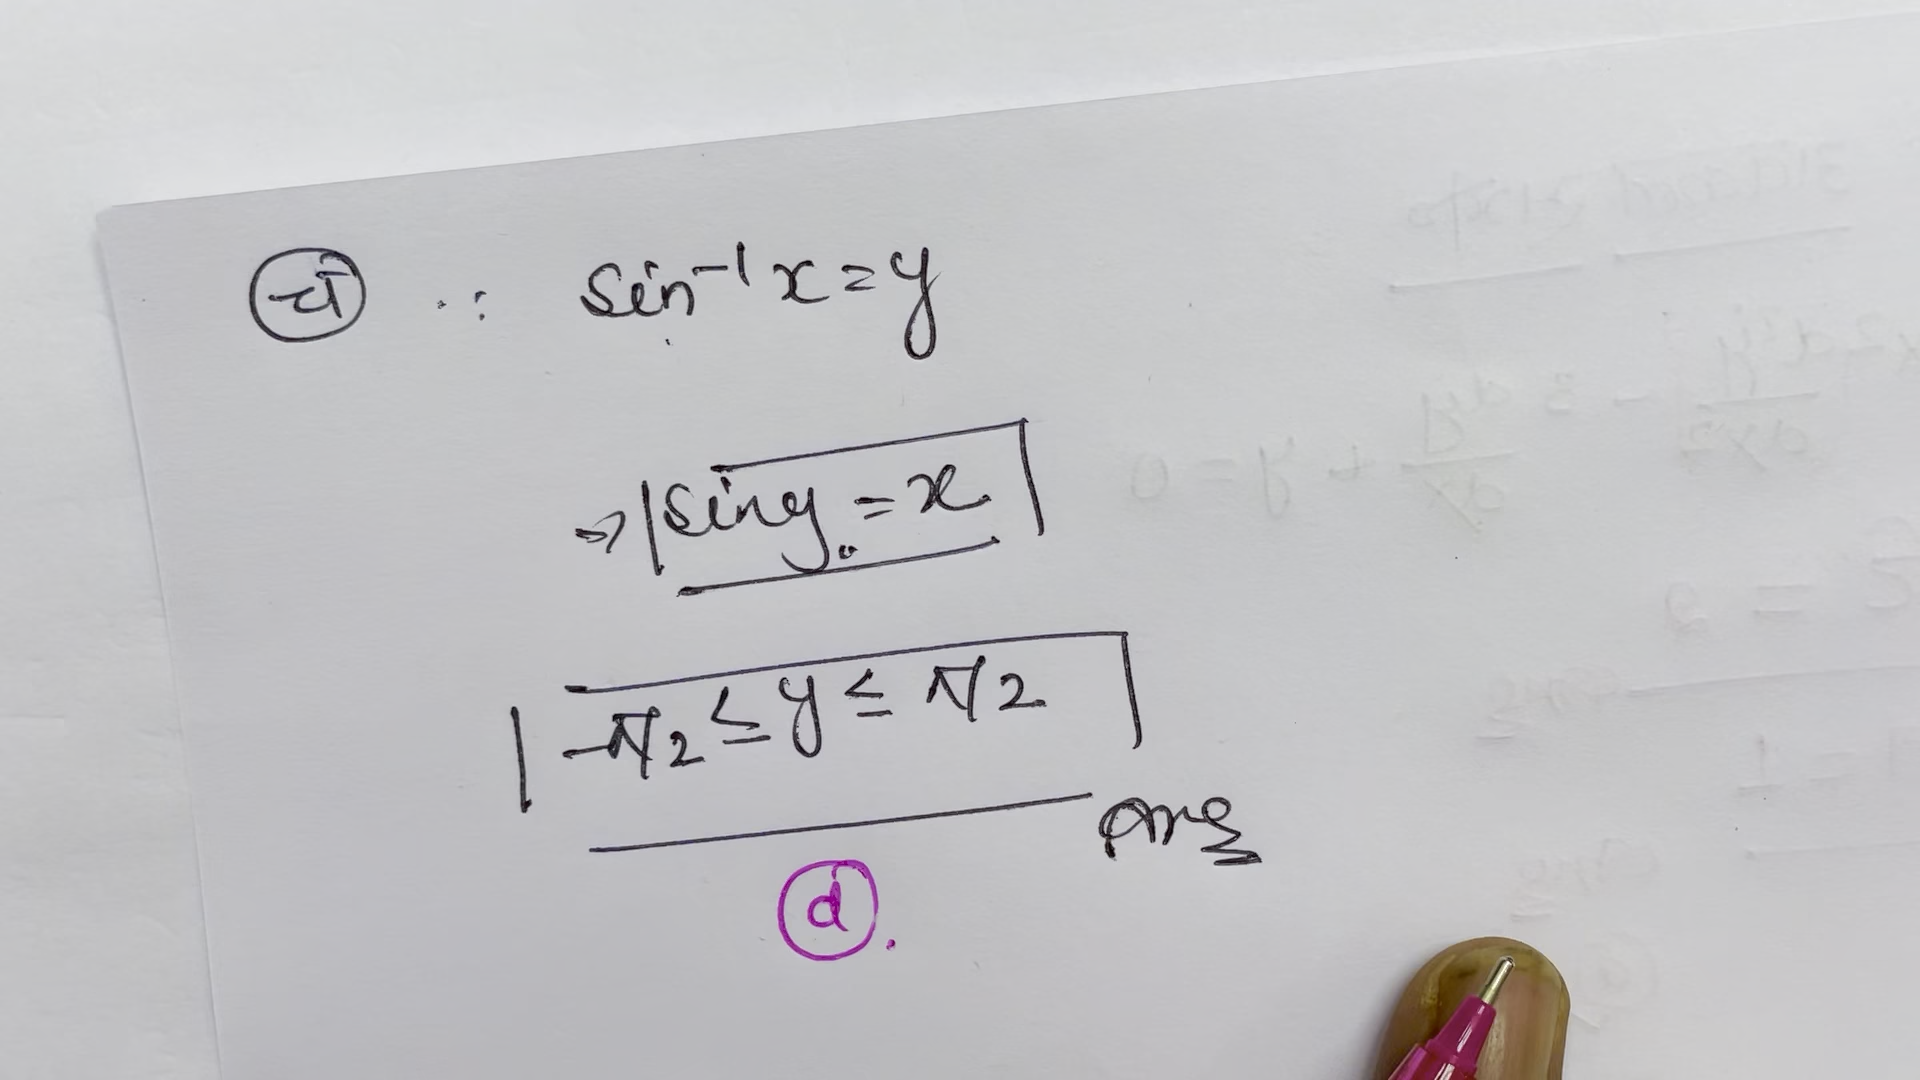 (चं) ∵ sin⁻¹x = y
⇒ sin y = x
-π/2 ≤ y ≤ π/2
Ans
(d).